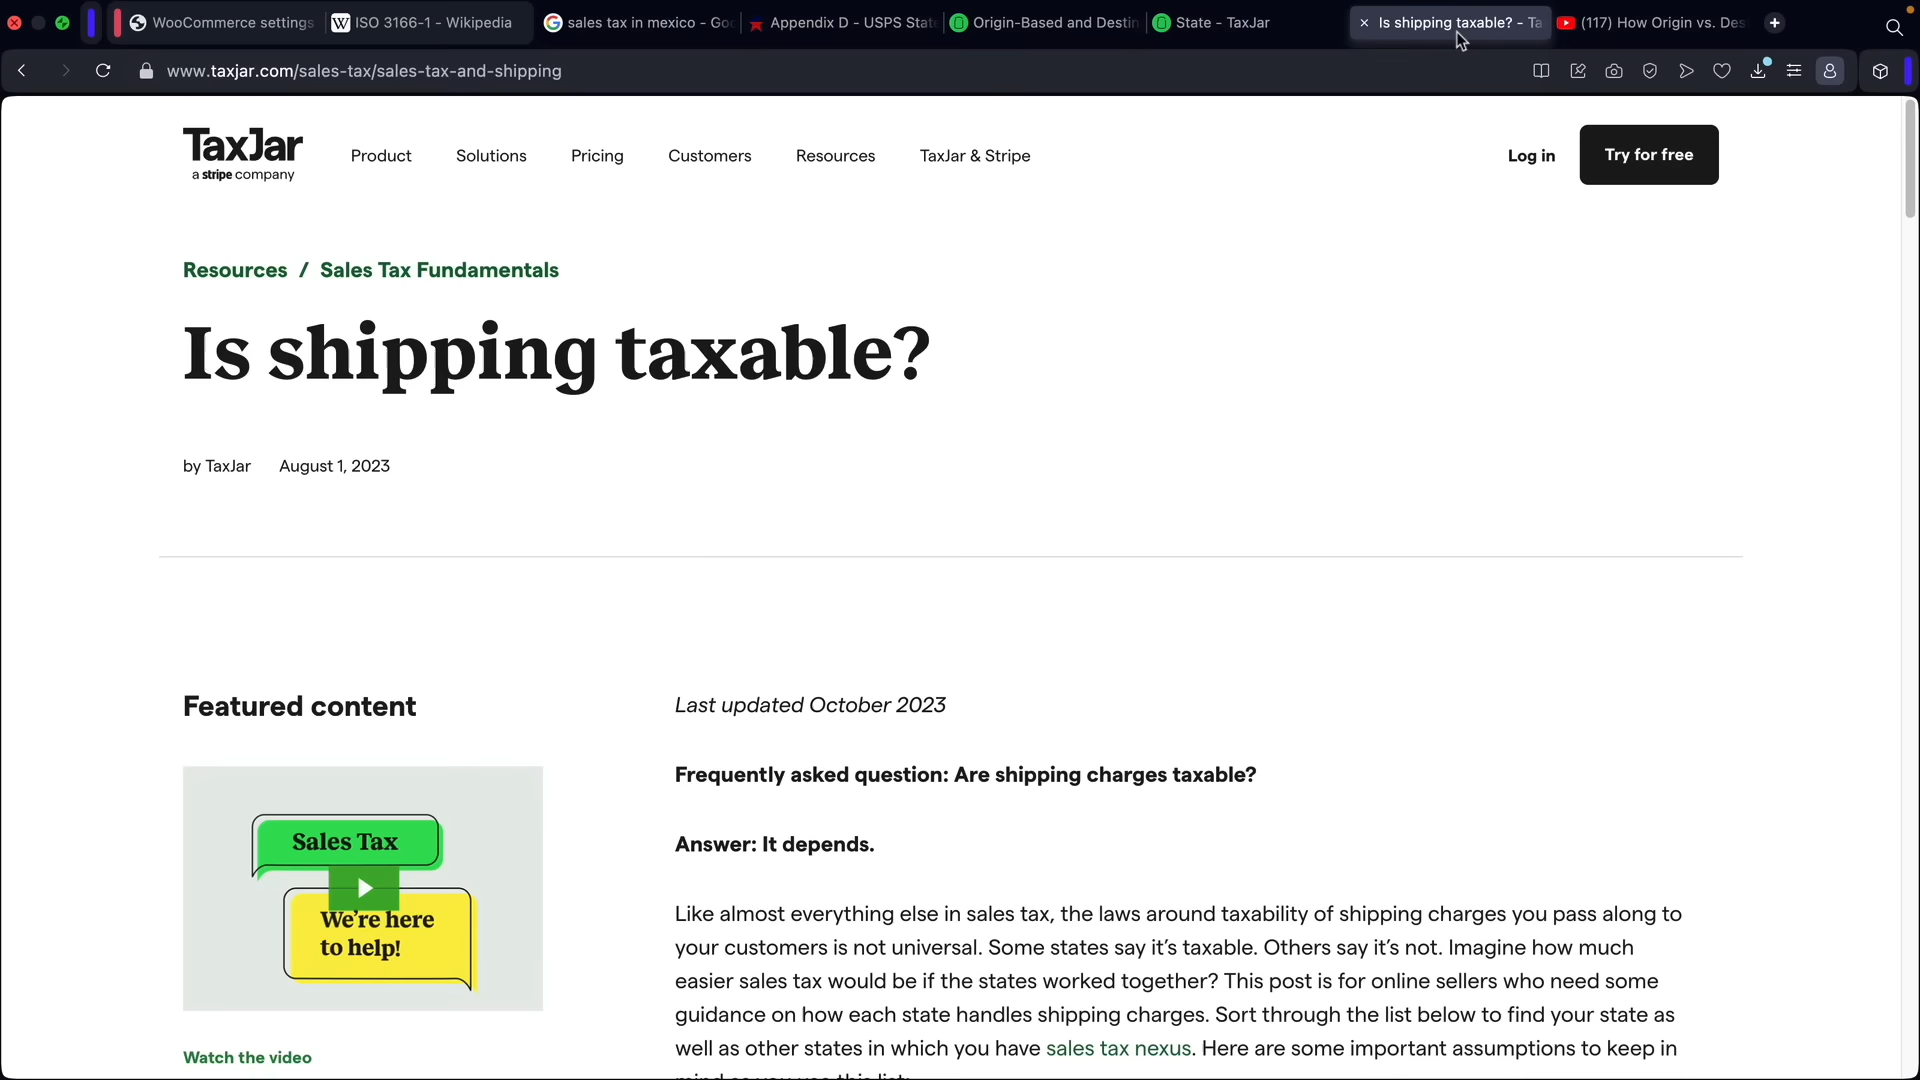 WooCommerce settings
ISO 3166-1 - Wikipedia
sales tax in mexico - Goo
Appendix D - USPS State
Origin-Based and Destin
State - TaxJar
Is shipping taxable? - Ta
(117) How Origin vs. Des
www.taxjar.com/sales-tax/sales-tax-and-shipping
TaxJar
a stripe company
Product
Solutions
Pricing
Customers
Resources
TaxJar & Stripe
Log in
Try for free
Resources / Sales Tax Fundamentals
Is shipping taxable?
by TaxJar August 1, 2023
Featured content
Sales Tax
We're here
to help!
Watch the video
Last updated October 2023
Frequently asked question: Are shipping charges taxable?
Answer: It depends.
Like almost everything else in sales tax, the laws around taxability of shipping charges you pass along to
your customers is not universal. Some states say it's taxable. Others say it's not. Imagine how much
easier sales tax would be if the states worked together? This post is for online sellers who need some
guidance on how each state handles shipping charges. Sort through the list below to find your state as
well as other states in which you have sales tax nexus. Here are some important assumptions to keep in
mind as you use this list: